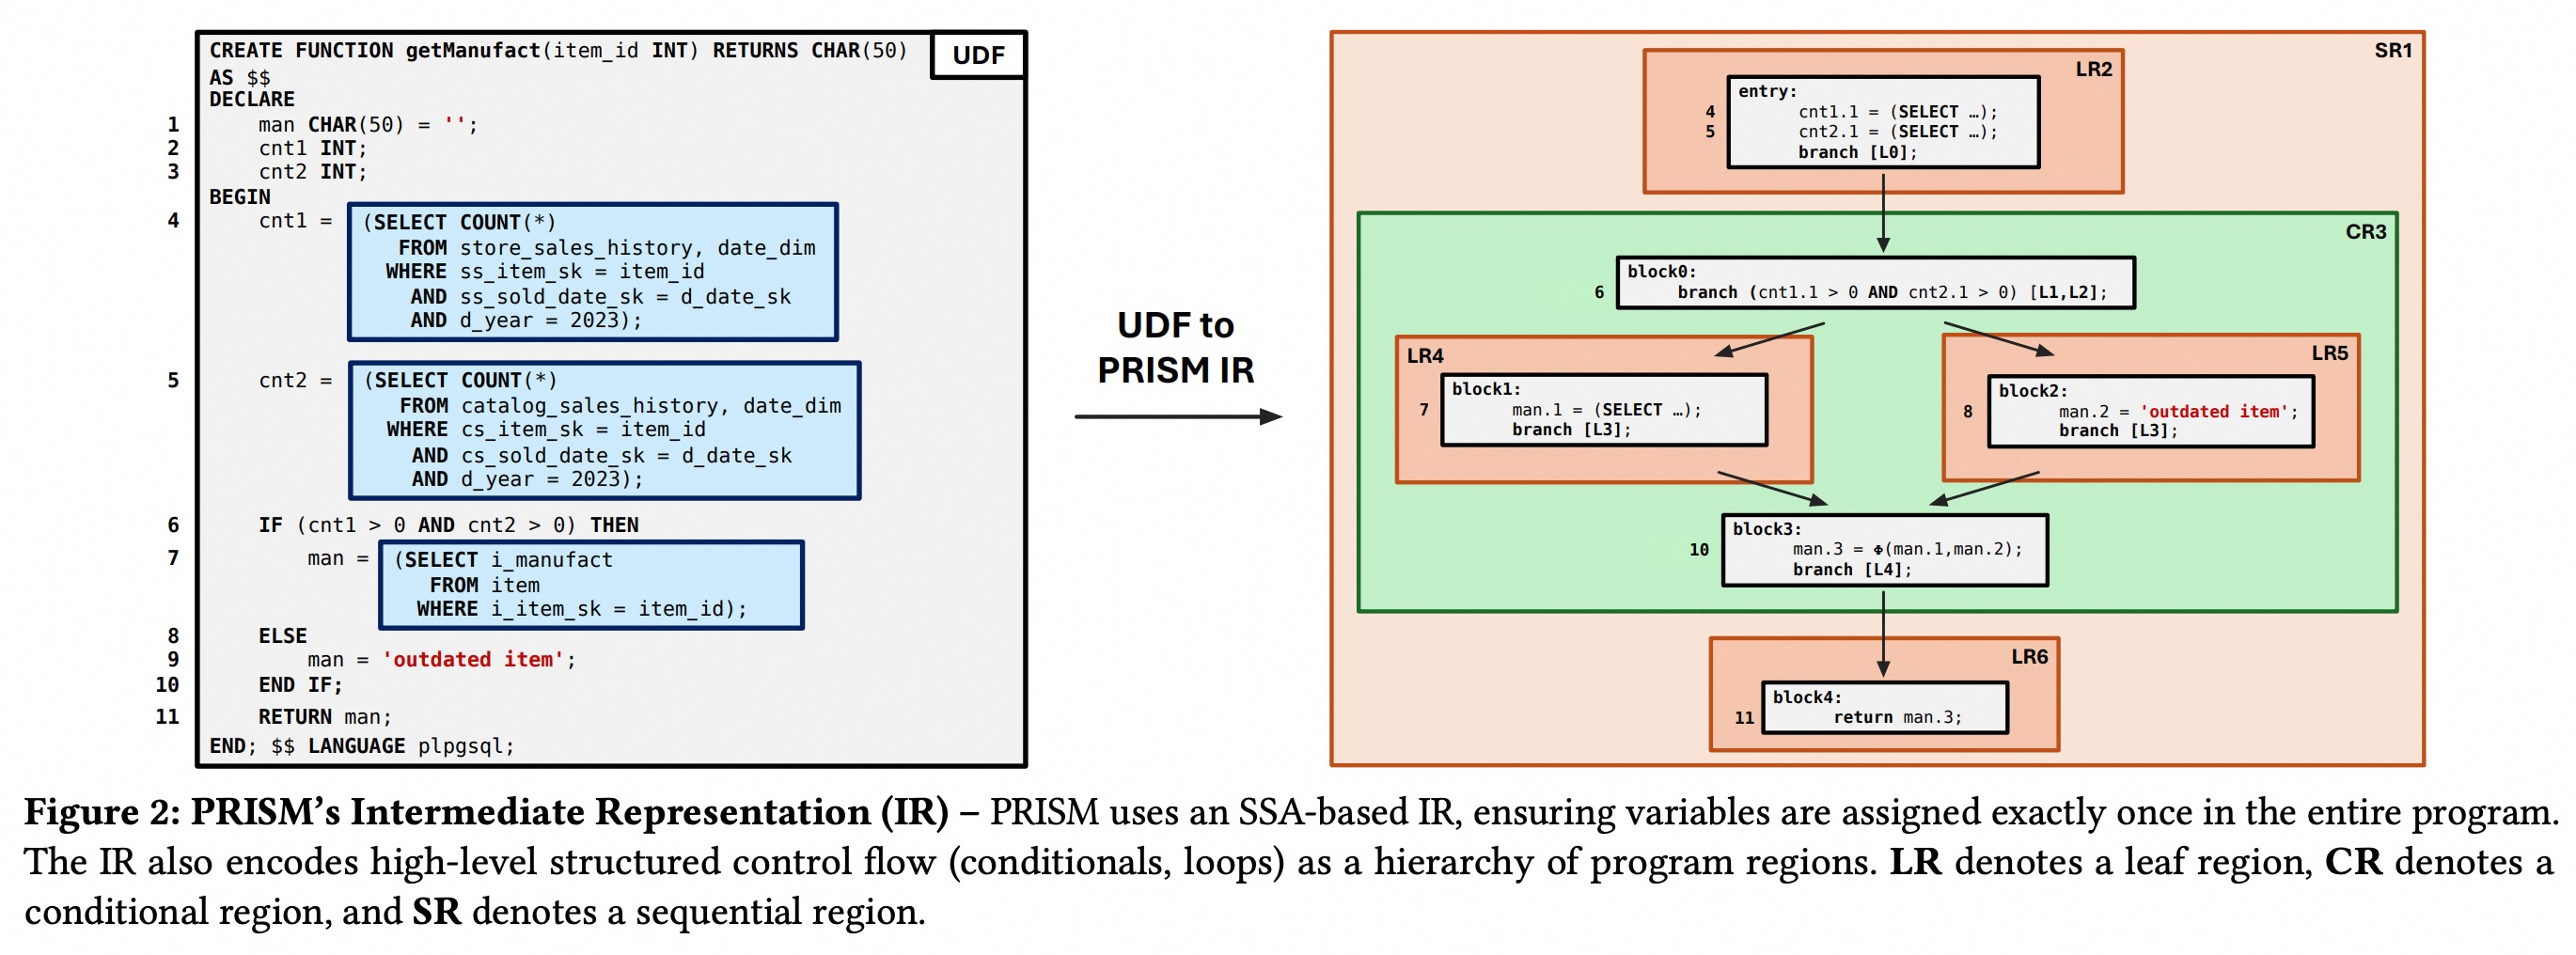 CREATE FUNCTION getManufact(item_id INT) RETURNS CHAR(50)
UDF
AS $$
DECLARE
1 man CHAR(50) = '';
2 cnt1 INT;
3 cnt2 INT;
BEGIN
4 cnt1 = (SELECT COUNT(*)
FROM store_sales_history, date_dim
WHERE ss_item_sk = item_id
AND ss_sold_date_sk = d_date_sk
AND d_year = 2023);
5 cnt2 = (SELECT COUNT(*)
FROM catalog_sales_history, date_dim
WHERE cs_item_sk = item_id
AND cs_sold_date_sk = d_date_sk
AND d_year = 2023);
6 IF (cnt1 > 0 AND cnt2 > 0) THEN
7 man = (SELECT i_manufact
FROM item
WHERE i_item_sk = item_id);
8 ELSE
9 man = 'outdated item';
10 END IF;
11 RETURN man;
END; $$ LANGUAGE plpgsql;
UDF to
PRISM IR
SR1
LR2
entry:
4 cnt1.1 = (SELECT …);
5 cnt2.1 = (SELECT …);
branch [L0];
CR3
block0:
6 branch (cnt1.1 > 0 AND cnt2.1 > 0) [L1,L2];
LR4
block1:
7 man.1 = (SELECT …);
branch [L3];
LR5
block2:
8 man.2 = 'outdated item';
branch [L3];
block3:
10 man.3 = Φ(man.1,man.2);
branch [L4];
LR6
block4:
11 return man.3;
Figure 2: PRISM's Intermediate Representation (IR) – PRISM uses an SSA-based IR, ensuring variables are assigned exactly once in the entire program.
The IR also encodes high-level structured control flow (conditionals, loops) as a hierarchy of program regions. LR denotes a leaf region, CR denotes a
conditional region, and SR denotes a sequential region.